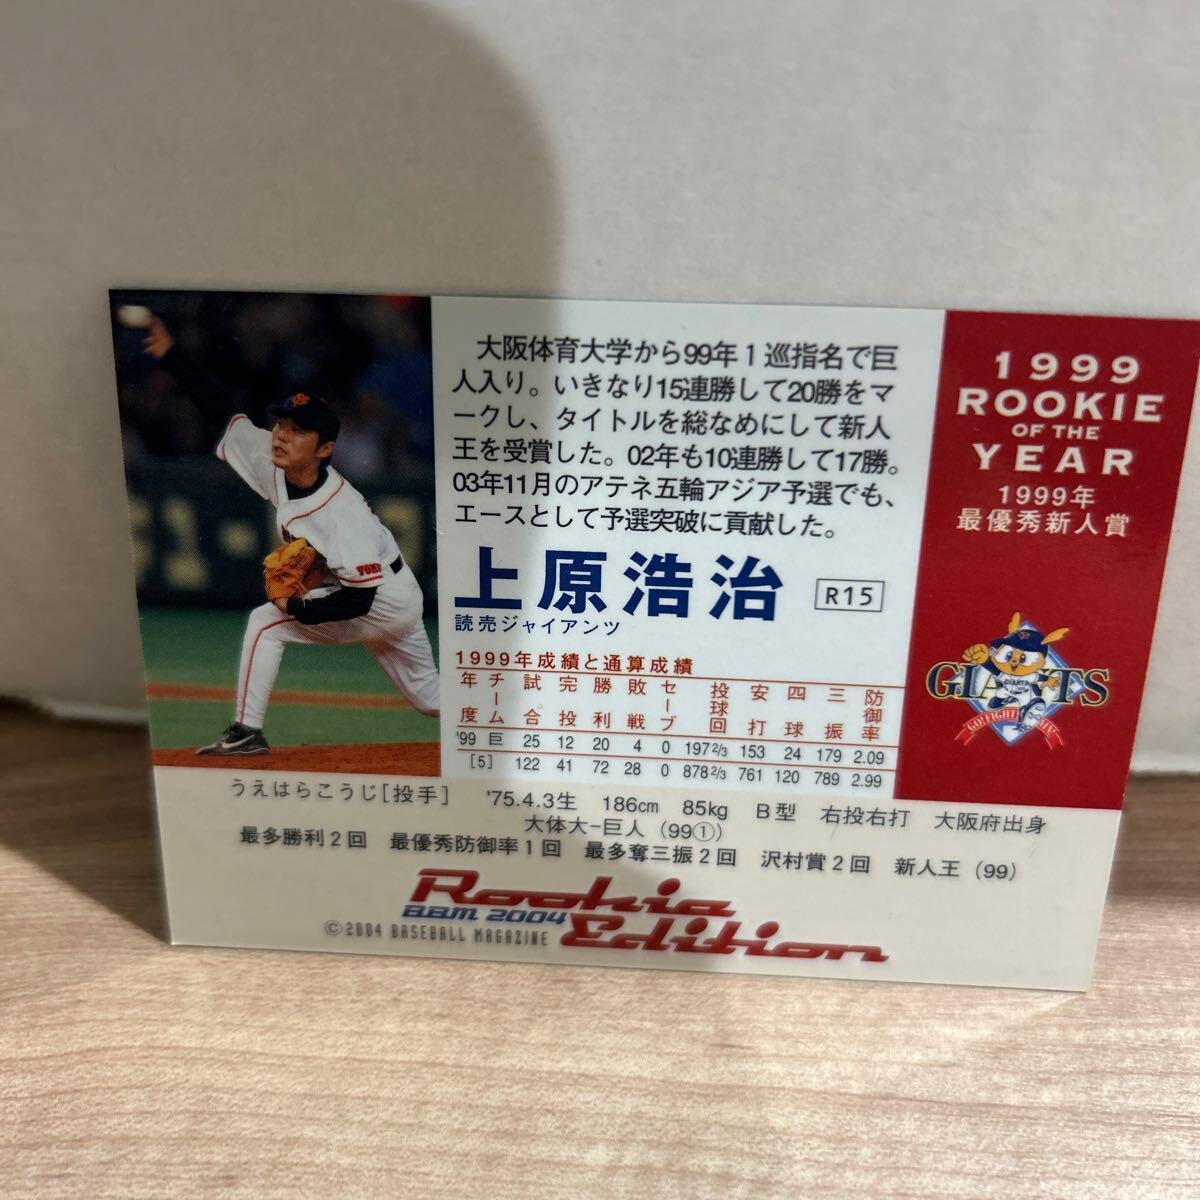 大阪体育大学から99年1巡指名で巨
人入り。いきなり15連勝して20勝をマ
ークし、タイトルを総なめにして新人
王を受賞した。02年も10連勝して17勝。
03年11月のアテネ五輪アジア予選でも、
エースとして予選突破に貢献した。
上原浩治 R15
読売ジャイアンツ
1999年成績と通算成績
年度 チーム 試合 完投 勝利 敗戦 セーブ 投球回 安打 四球 三振 防御率
'99 巨 25 12 20 4 0 197 2/3 153 24 179 2.09
[5] 122 41 72 28 0 878 2/3 761 120 789 2.99
1999
ROOKIE
OF THE
YEAR
1999年
最優秀新人賞
GIANTS
GO! FIGHT WIN
うえはらこうじ[投手] '75.4.3生 186cm 85kg B型 右投右打 大阪府出身
大体大-巨人(99①)
最多勝利2回 最優秀防御率1回 最多奪三振2回 沢村賞2回 新人王(99)
Rookie
BBM 2004
Edition
©2004 BASEBALL MAGAZINE